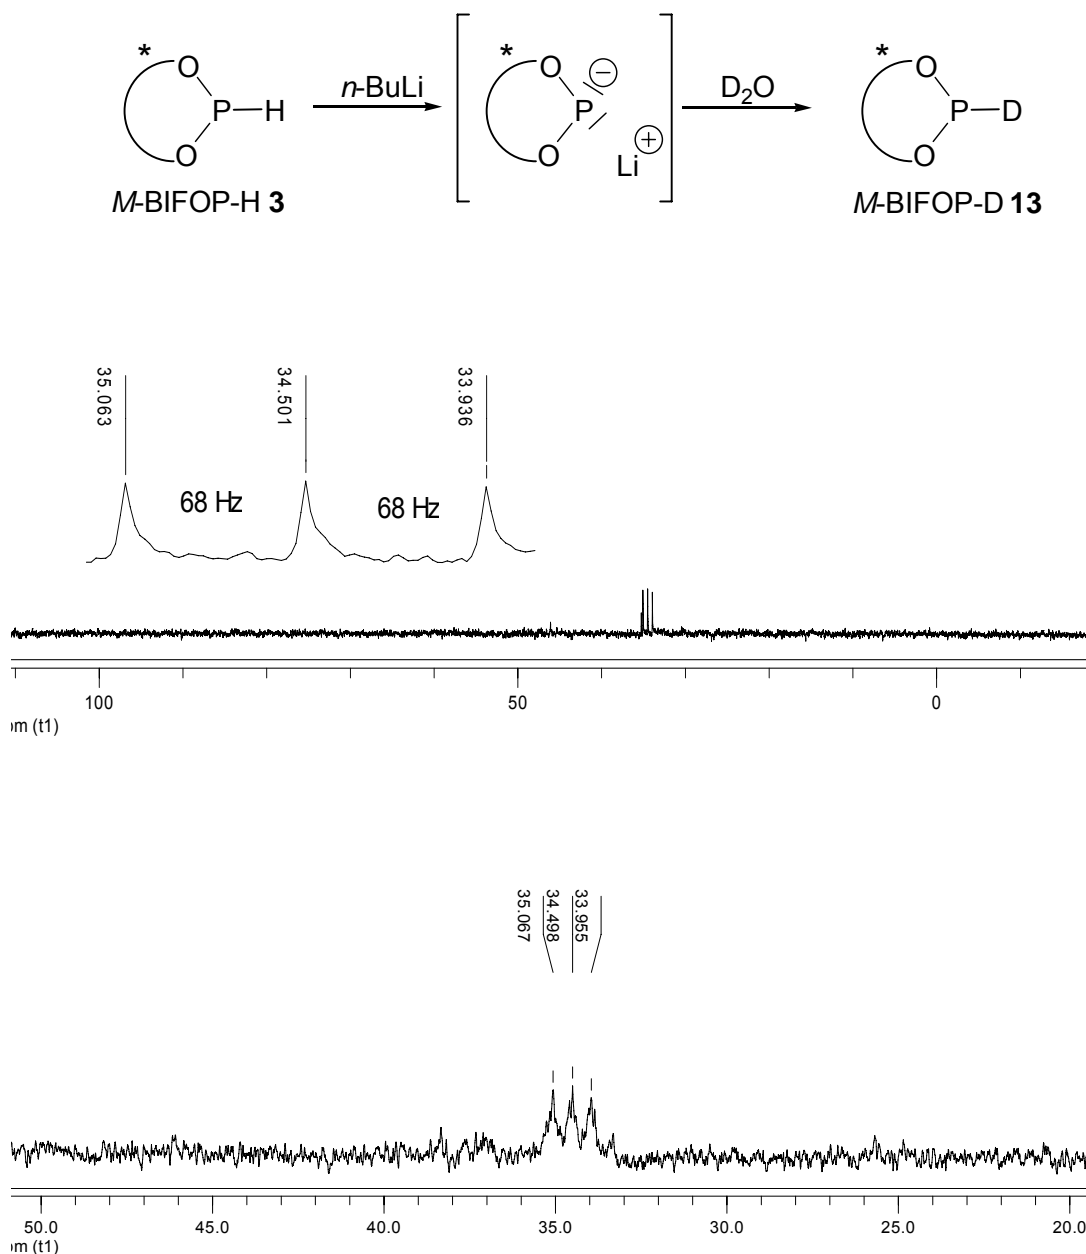 * O P—H O
n-BuLi
* O P ⊖ O Li ⊕
D₂O
* O P—D O
M-BIFOP-H 3
M-BIFOP-D 13
35.063
34.501
33.936
68 Hz
68 Hz
100
50
0
om (t1)
35.067
34.498
33.955
50.0
45.0
40.0
35.0
30.0
25.0
20.0
om (t1)